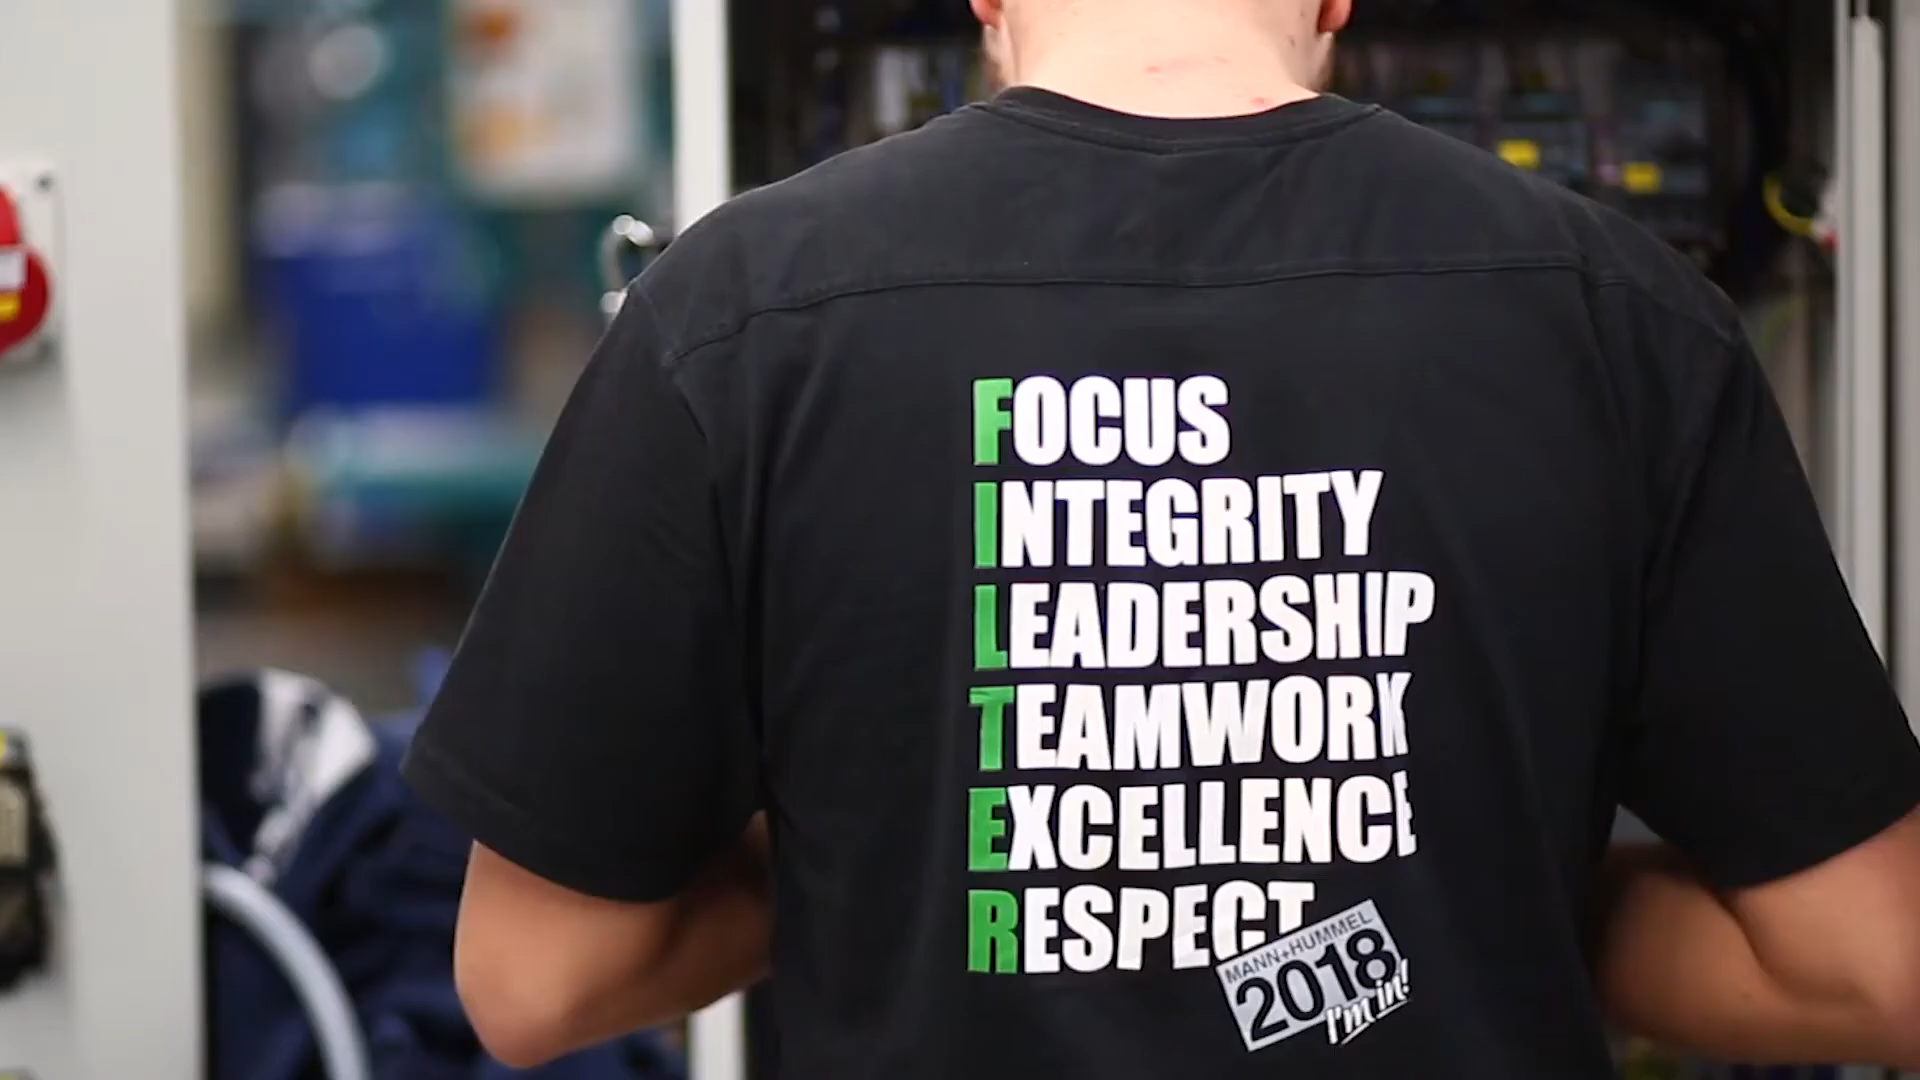 FOCUS
INTEGRITY
LEADERSHIP
TEAMWORK
EXCELLENCE
RESPECT
MANN+HUMMEL
2018
I'm in!